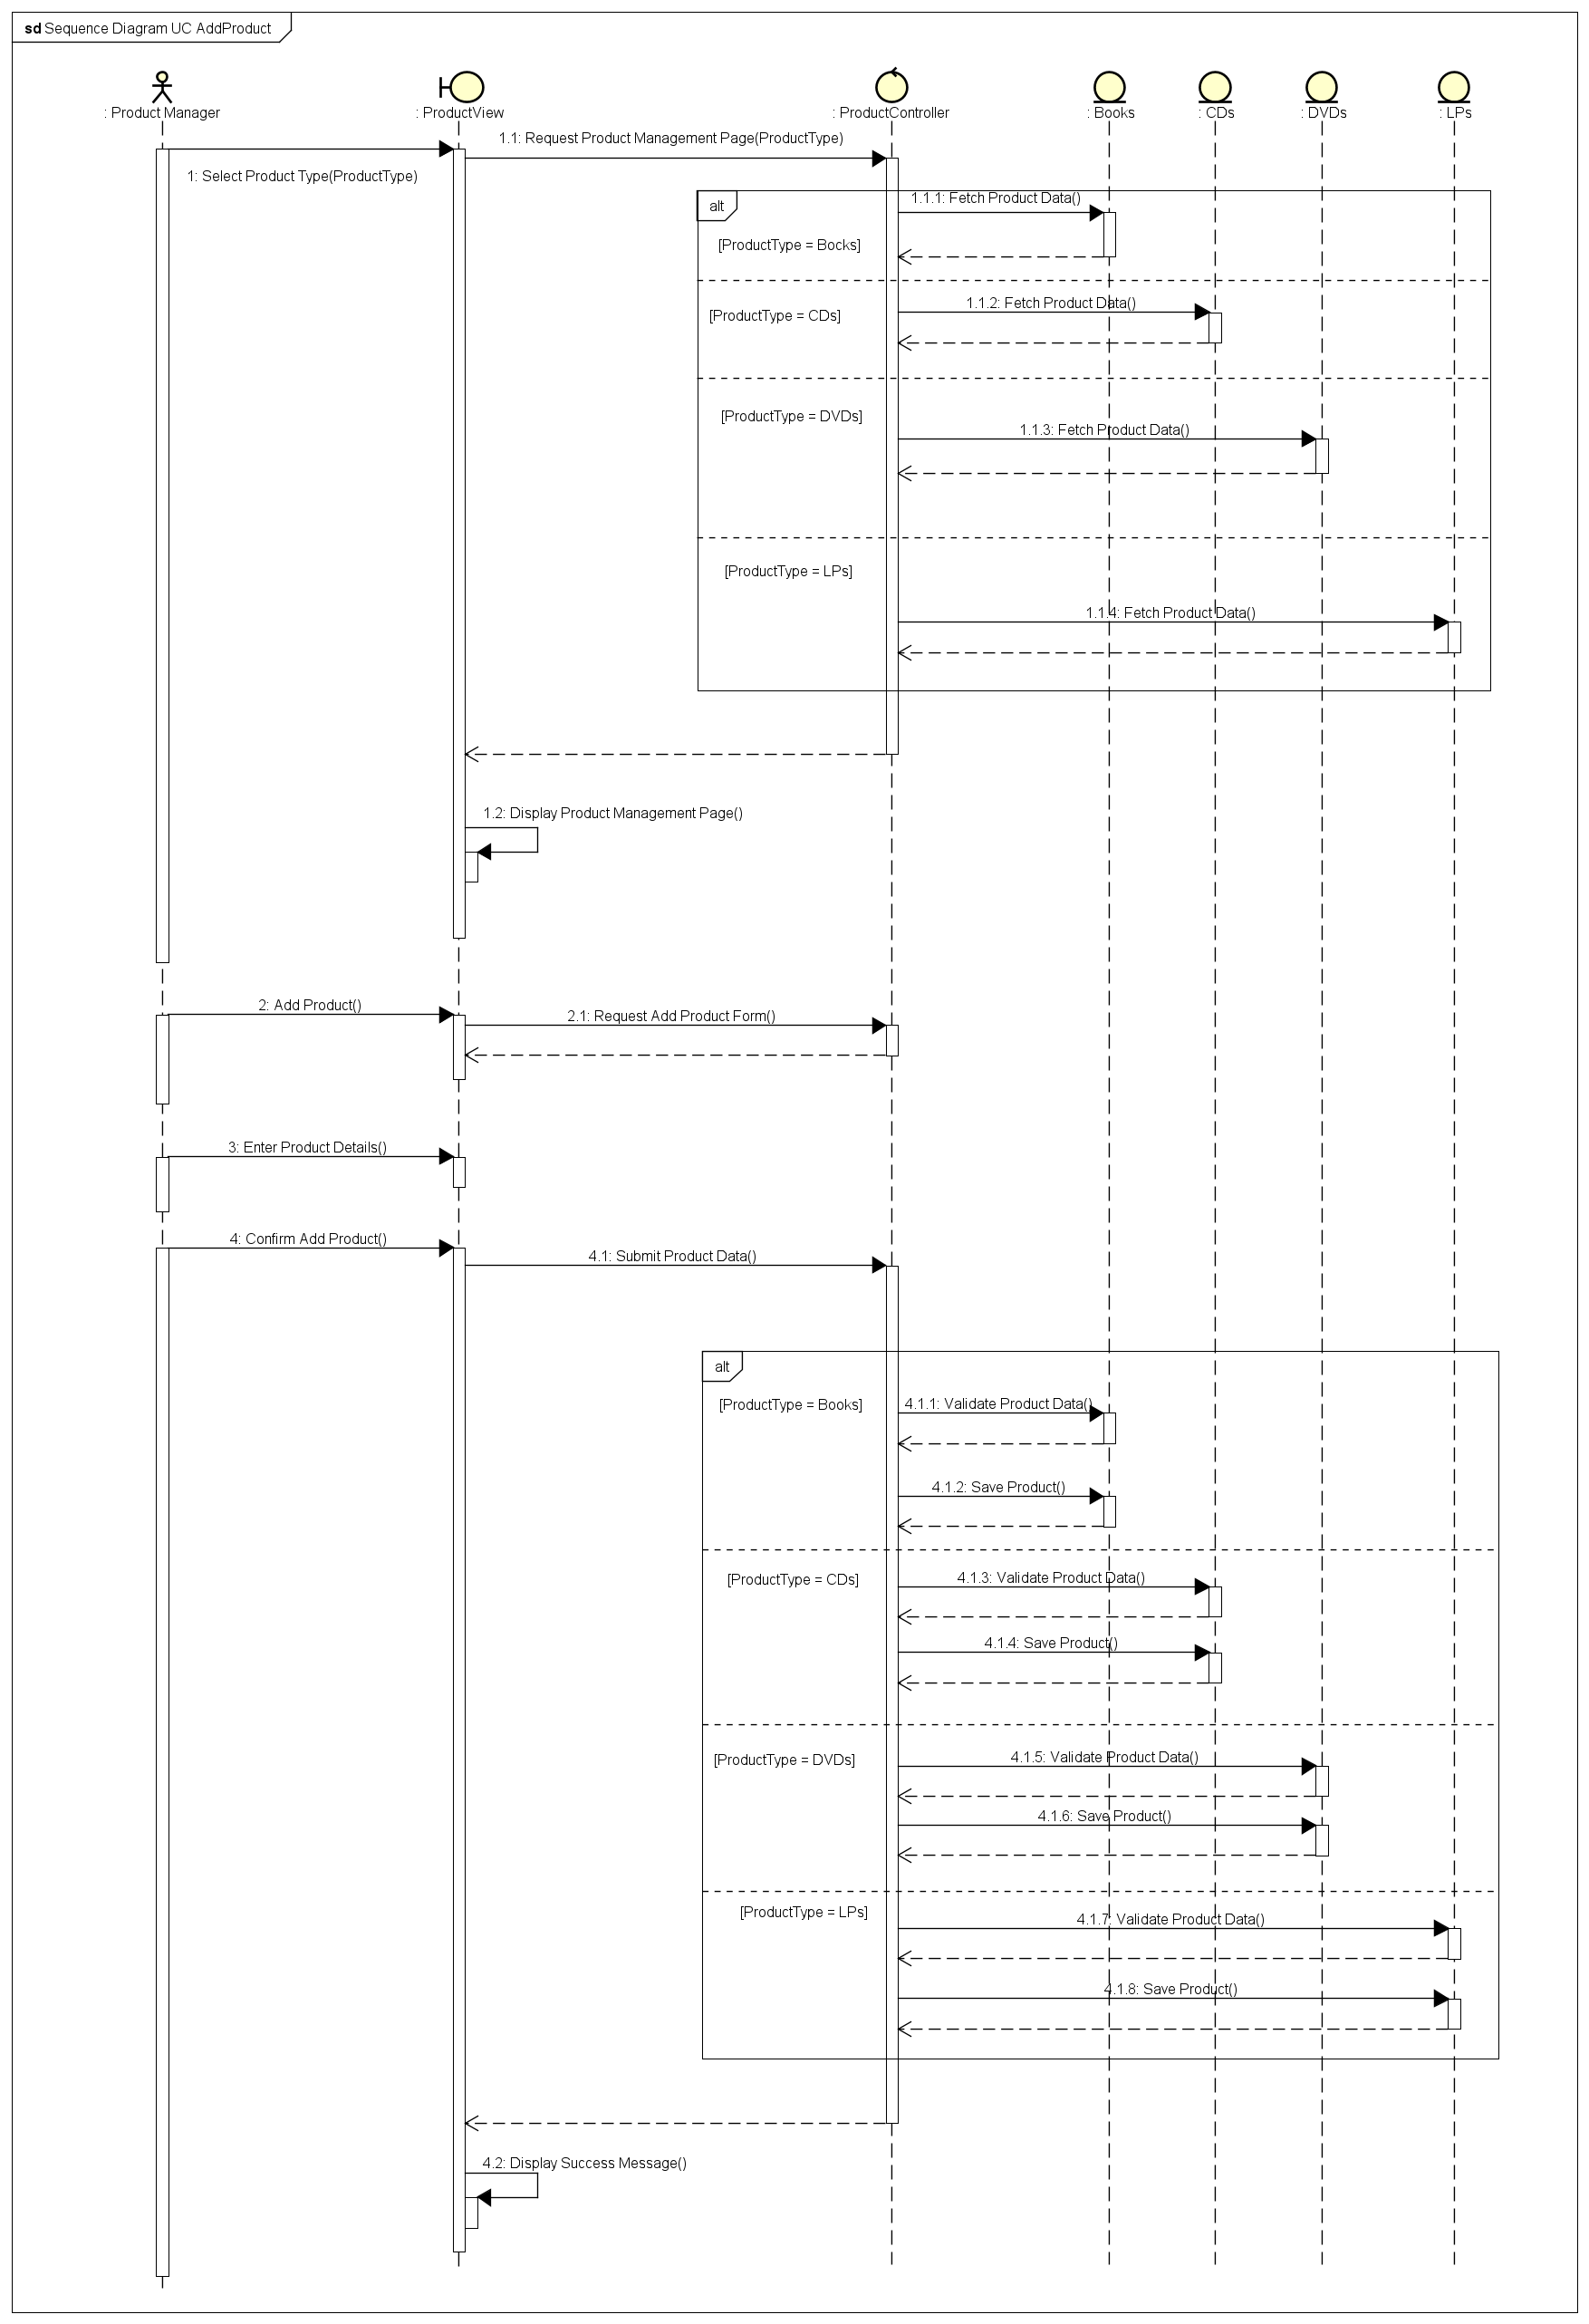 sd Sequence Diagram UC AddProduct
: Product Manager
: ProductView
: ProductController
: Books
: CDs
: DVDs
: LPs
1.1: Request Product Management Page(ProductType)
1: Select Product Type(ProductType)
alt
1.1.1: Fetch Product Data()
[ProductType = Bocks]
1.1.2: Fetch Product Data()
[ProductType = CDs]
[ProductType = DVDs]
1.1.3: Fetch Product Data()
[ProductType = LPs]
1.1.4: Fetch Product Data()
1.2: Display Product Management Page()
2: Add Product()
2.1: Request Add Product Form()
3: Enter Product Details()
4: Confirm Add Product()
4.1: Submit Product Data()
alt
[ProductType = Books]
4.1.1: Validate Product Data()
4.1.2: Save Product()
[ProductType = CDs]
4.1.3: Validate Product Data()
4.1.4: Save Product()
[ProductType = DVDs]
4.1.5: Validate Product Data()
4.1.6: Save Product()
[ProductType = LPs]
4.1.7: Validate Product Data()
4.1.8: Save Product()
4.2: Display Success Message()